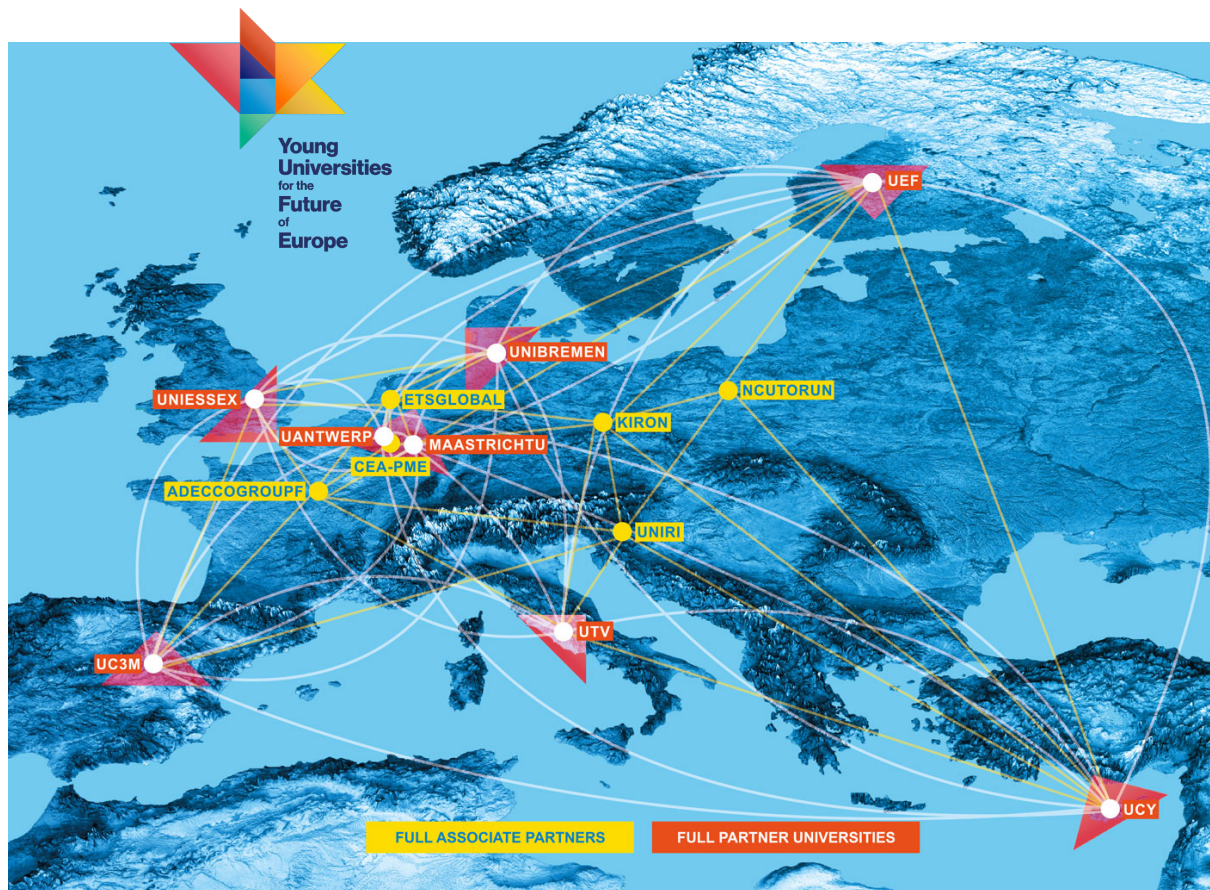 Young
Universities
for the
Future
of
Europe
UEF
UNIBREMEN
UNIESSEX
ETSGLOBAL
NCUTORUN
KIRON
UANTWERP
MAASTRICHTU
CEA-PME
ADECCOGROUPF
UNIRI
UTV
UC3M
UCY
FULL ASSOCIATE PARTNERS
FULL PARTNER UNIVERSITIES